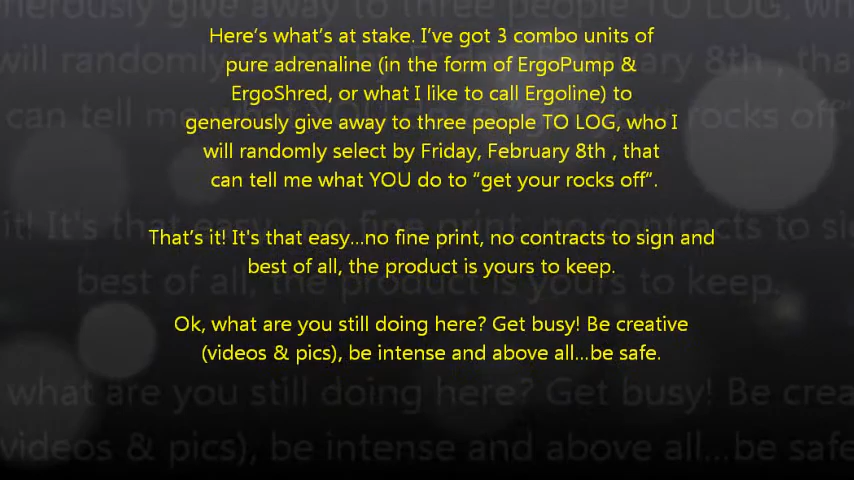 Here's what's at stake. I've got 3 combo units of
pure adrenaline (in the form of ErgoPump &
ErgoShred, or what I like to call Ergoline) to
generously give away to three people TO LOG, who I
will randomly select by Friday, February 8th , that
can tell me what YOU do to “get your rocks off”.
That's it! It's that easy...no fine print, no contracts to sign and
best of all, the product is yours to keep.
Ok, what are you still doing here? Get busy! Be creative
(videos & pics), be intense and above all...be safe.